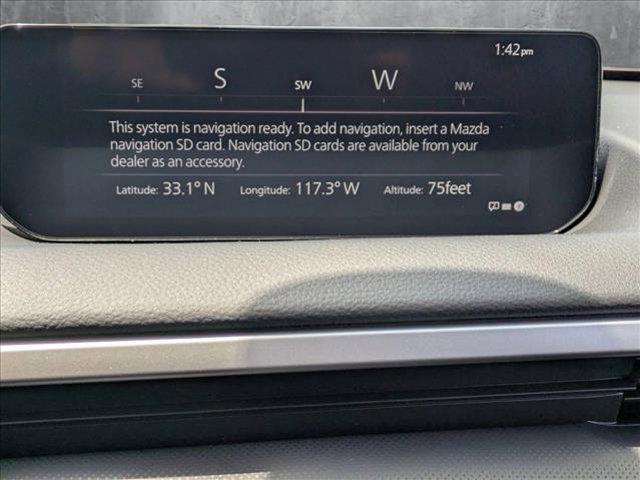 1:42pm
SE S SW W NW
This system is navigation ready. To add navigation, insert a Mazda
navigation SD card. Navigation SD cards are available from your
dealer as an accessory.
Latitude: 33.1° N Longitude: 117.3° W Altitude: 75feet